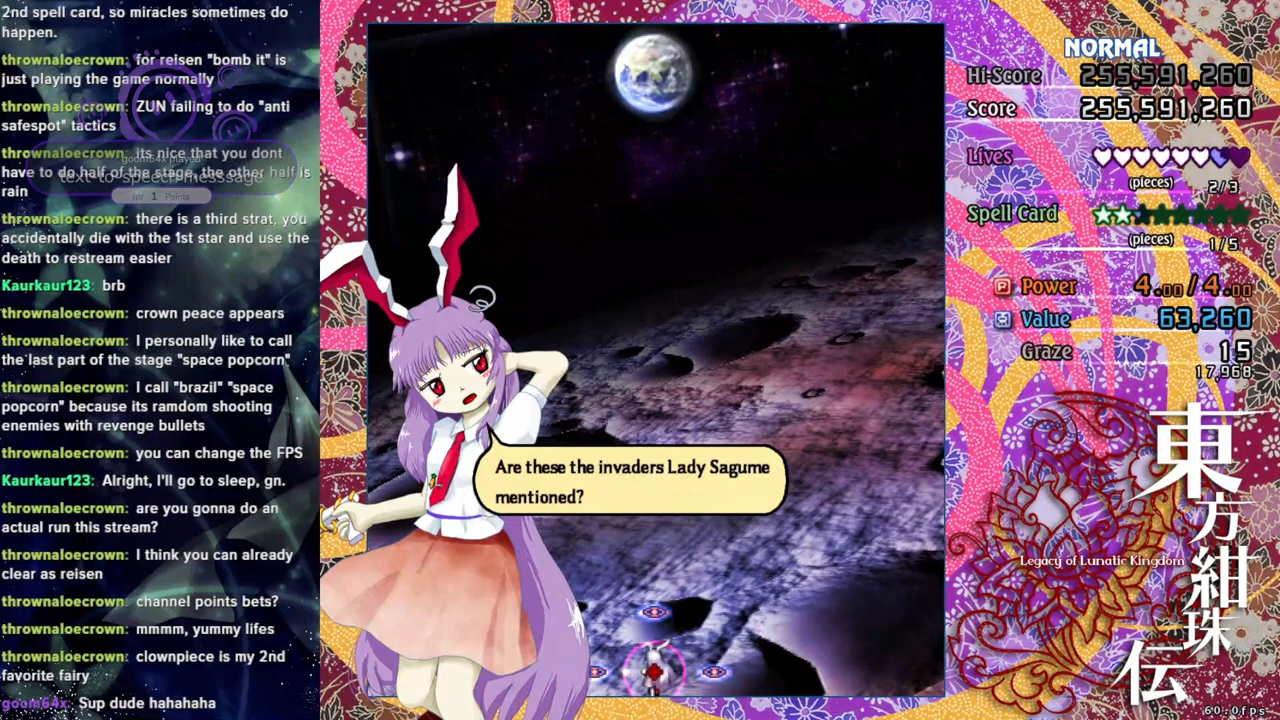 2nd spell card, so miracles sometimes do
happen.
thrownaloecrown: for reisen "bomb it" is
just playing the game normally
thrownaloecrown: ZUN failing to do "anti
safespot" tactics
thrownaloecrown: its nice that you dont
have to do half of the stage, the other half is
rain
goom64x played
text-to-speech messsage
for 1 Points
thrownaloecrown: there is a third strat, you
accidentally die with the 1st star and use the
death to restream easier
Kaurkaur123: brb
thrownaloecrown: crown peace appears
thrownaloecrown: I personally like to call
the last part of the stage "space popcorn"
thrownaloecrown: I call "brazil" "space
popcorn" because its ramdom shooting
enemies with revenge bullets
thrownaloecrown: you can change the FPS
Kaurkaur123: Alright, I'll go to sleep, gn.
thrownaloecrown: are you gonna do an
actual run this stream?
thrownaloecrown: I think you can already
clear as reisen
thrownaloecrown: channel points bets?
thrownaloecrown: mmmm, yummy lifes
thrownaloecrown: clownpiece is my 2nd
favorite fairy
goom64x: Sup dude hahahaha
Are these the invaders Lady Sagume
mentioned?
NORMAL
Hi-Score 255,591,260
Score 255,591,260
Lives
(pieces) 2/3
Spell Card
(pieces) 1/5
P Power 4.00/4.00
Value 63,260
Graze 15
17,968
東方紺珠伝
Legacy of Lunatic Kingdom
60.0fps